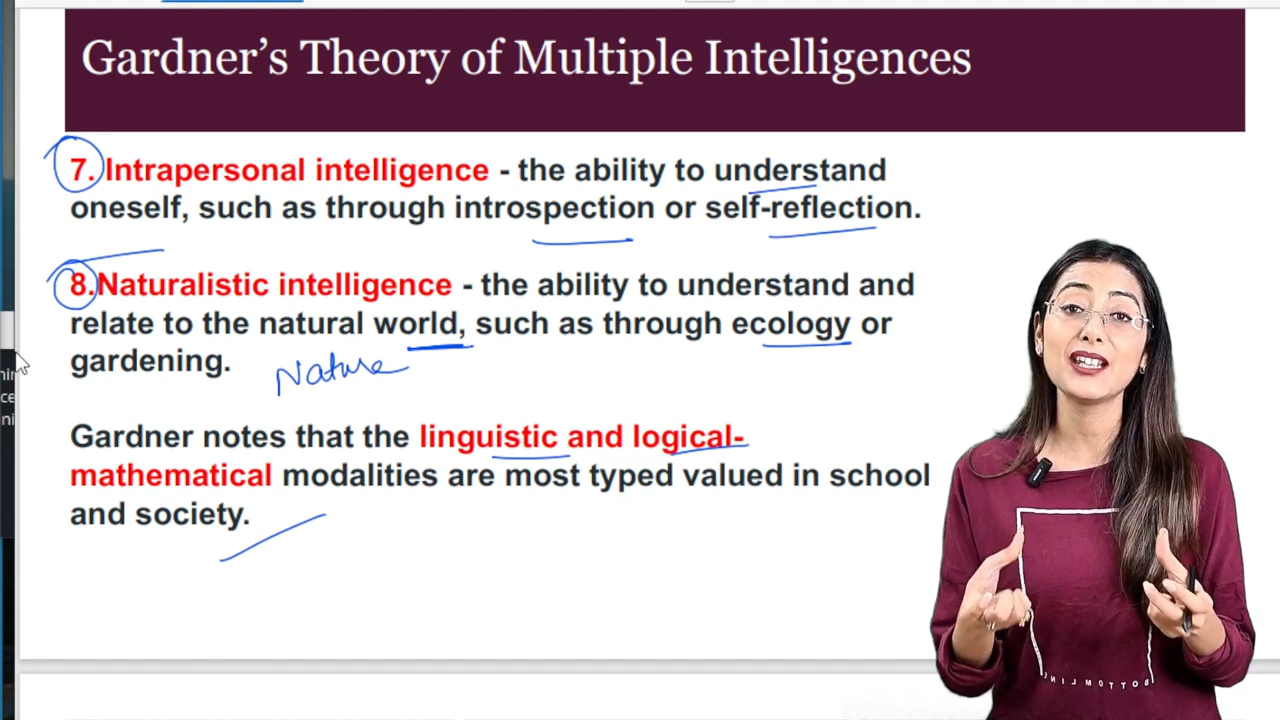 Gardner's Theory of Multiple Intelligences
7. Intrapersonal intelligence - the ability to understand
oneself, such as through introspection or self-reflection.
8.Naturalistic intelligence - the ability to understand and
relate to the natural world, such as through ecology or
gardening.
Nature
Gardner notes that the linguistic and logical-
mathematical modalities are most typed valued in school
and society.
BOTTOMLINE